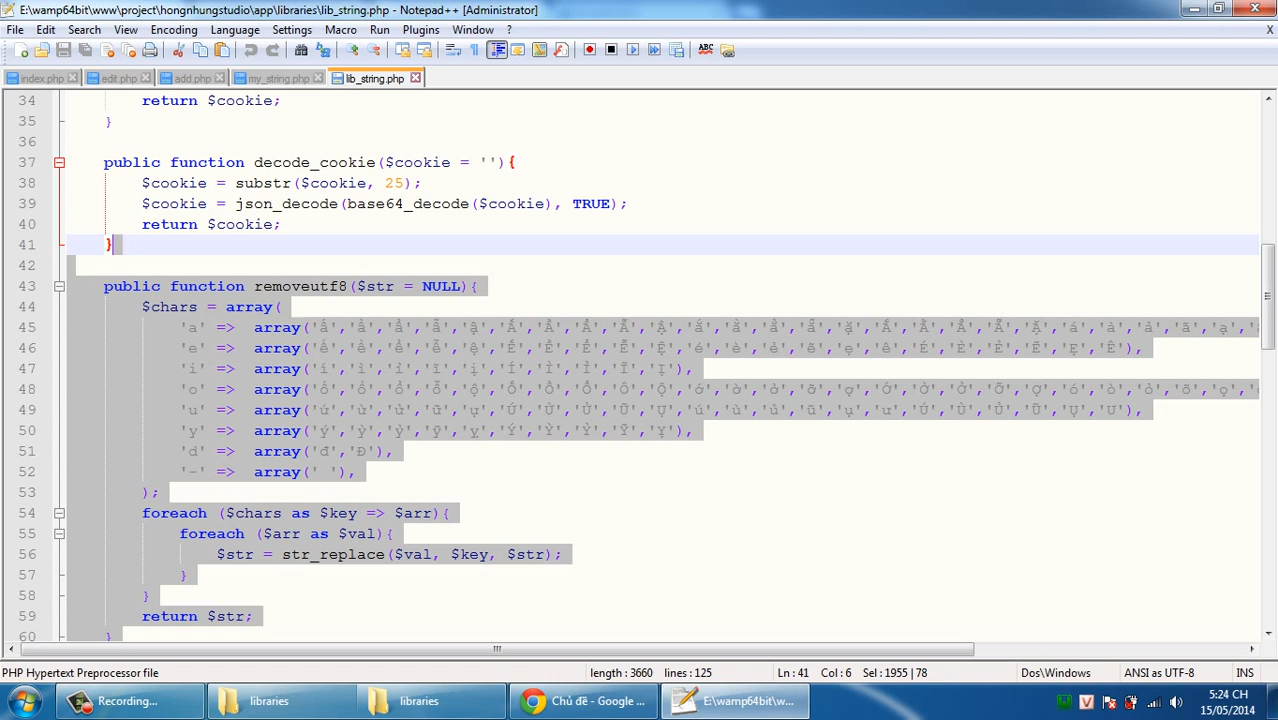 E:\wamp64bit\www\project\hongnhungstudio\app\libraries\lib_string.php - Notepad++ [Administrator]
File Edit Search View Encoding Language Settings Macro Run Plugins Window ? X
index.php edit.php add.php my_string.php lib_string.php
34 return $cookie;
35 }
36
37 public function decode_cookie($cookie = ''){
38 $cookie = substr($cookie, 25);
39 $cookie = json_decode(base64_decode($cookie), TRUE);
40 return $cookie;
41 }
42
43 public function removeutf8($str = NULL){
44 $chars = array(
45 'a' => array('ấ','ầ','ẩ','ẫ','ậ','Ấ','Ầ','Ẩ','Ẫ','Ậ','ắ','ằ','ẳ','ẵ','ặ','Ắ','Ằ','Ẳ','Ẵ','Ặ','á','à','ả','ã','ạ',
46 'e' => array('ế','ề','ể','ễ','ệ','Ế','Ề','Ể','Ễ','Ệ','é','è','ẻ','ẽ','ẹ','ê','É','È','Ẻ','Ẽ','Ẹ','Ê'),
47 'i' => array('í','ì','ỉ','ĩ','ị','Í','Ì','Ỉ','Ĩ','Ị'),
48 'o' => array('ố','ồ','ổ','ỗ','ộ','Ố','Ồ','Ổ','Ô','Ộ','ớ','ờ','ở','ỡ','ợ','Ớ','Ờ','Ở','Ỡ','Ợ','ó','ò','ỏ','õ','ọ',
49 'u' => array('ứ','ừ','ử','ữ','ự','Ứ','Ừ','Ử','Ữ','Ự','ú','ù','ủ','ũ','ụ','ư','Ú','Ù','Ủ','Ũ','Ụ','Ư'),
50 'y' => array('ý','ỳ','ỷ','ỹ','ỵ','Ý','Ỳ','Ỷ','Ỹ','Ỵ'),
51 'd' => array('đ','Đ'),
52 '-' => array(' '),
53 );
54 foreach ($chars as $key => $arr){
55 foreach ($arr as $val){
56 $str = str_replace($val, $key, $str);
57 }
58 }
59 return $str;
60 }
PHP Hypertext Preprocessor file length : 3660 lines : 125 Ln : 41 Col : 6 Sel : 1955 | 78 Dos\Windows ANSI as UTF-8 INS
Recording... libraries libraries Chủ đề - Google ... E:\wamp64bit\w... 5:24 CH
15/05/2014